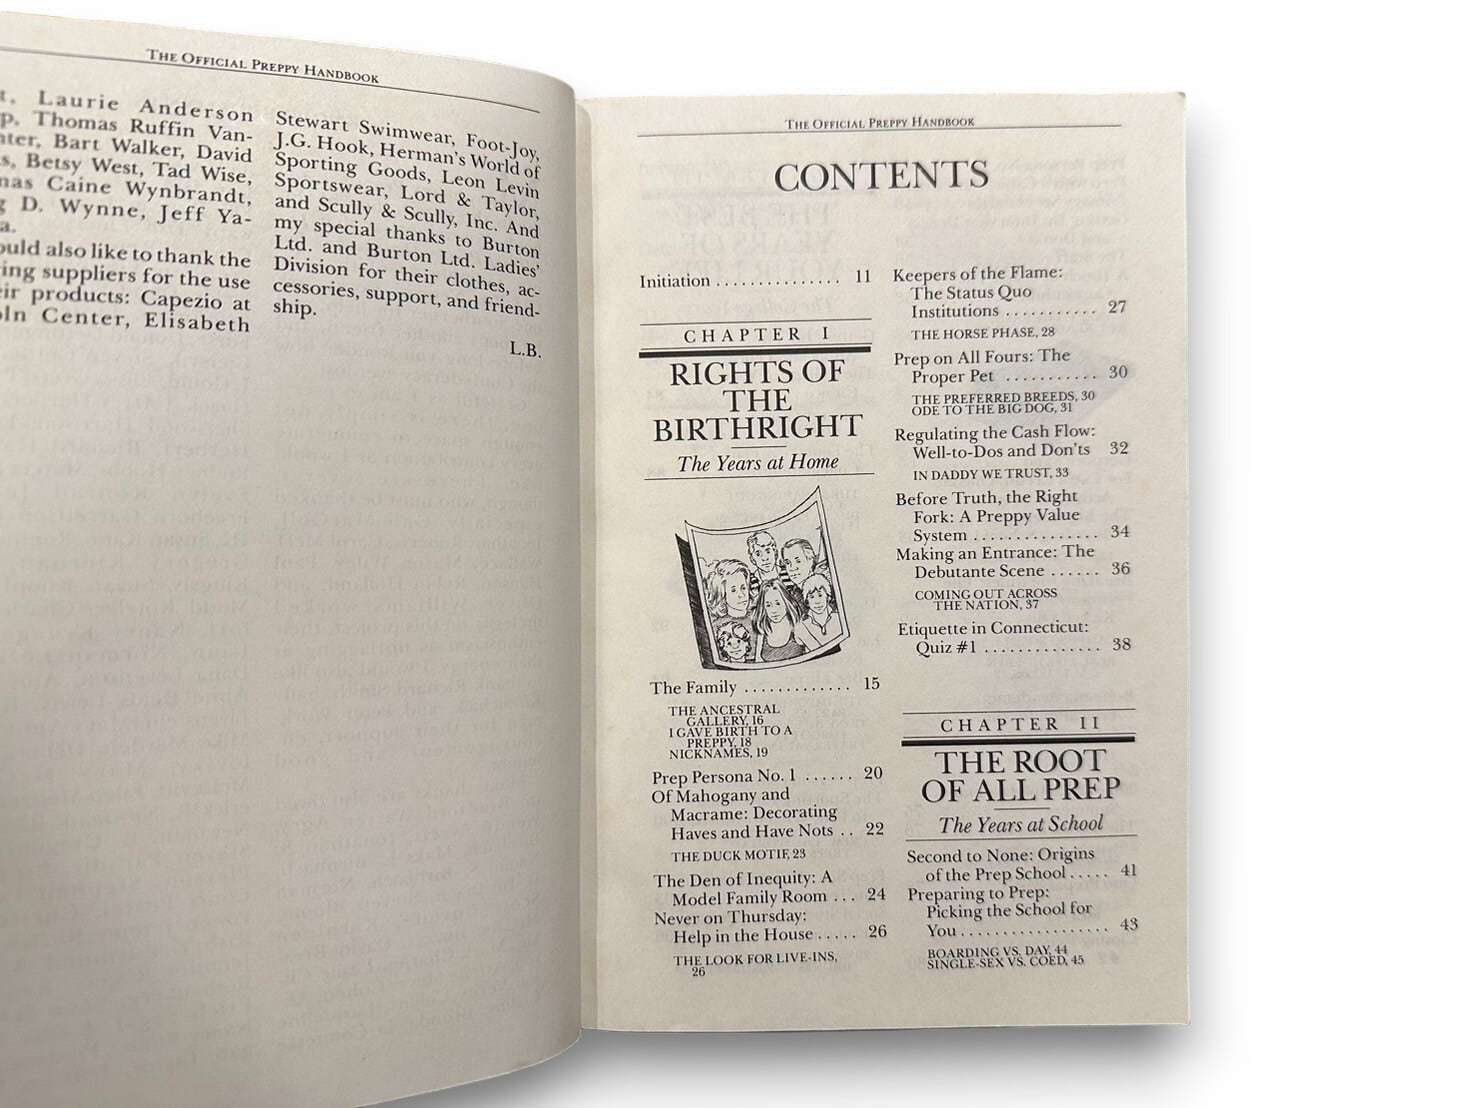 THE OFFICIAL PREPPY HANDBOOK
Laurie Anderson
Thomas Ruffin Van-
Bart Walker, David
Betsy West, Tad Wise,
Caine Wynbrandt,
D. Wynne, Jeff Ya-
also like to thank the
suppliers for the use
products: Capezio at
Center, Elisabeth
Stewart Swimwear, Foot-Joy,
J.G. Hook, Herman's World of
Sporting Goods, Leon Levin
Sportswear, Lord & Taylor,
and Scully & Scully, Inc. And
my special thanks to Burton
Ltd. and Burton Ltd. Ladies'
Division for their clothes, ac-
cessories, support, and friend-
ship.
L.B.
THE OFFICIAL PREPPY HANDBOOK
CONTENTS
Initiation ............... 11
CHAPTER I
RIGHTS OF
THE
BIRTHRIGHT
The Years at Home
The Family ............. 15
THE ANCESTRAL
GALLERY, 16
I GAVE BIRTH TO A
PREPPY, 18
NICKNAMES, 19
Prep Persona No. 1 ...... 20
Of Mahogany and
Macrame: Decorating
Haves and Have Nots .. 22
THE DUCK MOTIF, 23
The Den of Inequity: A
Model Family Room ... 24
Never on Thursday:
Help in the House ..... 26
THE LOOK FOR LIVE-INS,
26
Keepers of the Flame:
The Status Quo
Institutions ........... 27
THE HORSE PHASE, 28
Prep on All Fours: The
Proper Pet ........... 30
THE PREFERRED BREEDS, 30
ODE TO THE BIG DOG, 31
Regulating the Cash Flow:
Well-to-Dos and Don'ts 32
IN DADDY WE TRUST, 33
Before Truth, the Right
Fork: A Preppy Value
System .............. 34
Making an Entrance: The
Debutante Scene ...... 36
COMING OUT ACROSS
THE NATION, 37
Etiquette in Connecticut:
Quiz #1 .............. 38
CHAPTER II
THE ROOT
OF ALL PREP
The Years at School
Second to None: Origins
of the Prep School ..... 41
Preparing to Prep:
Picking the School for
You .................. 43
BOARDING VS. DAY, 44
SINGLE-SEX VS. COED, 45